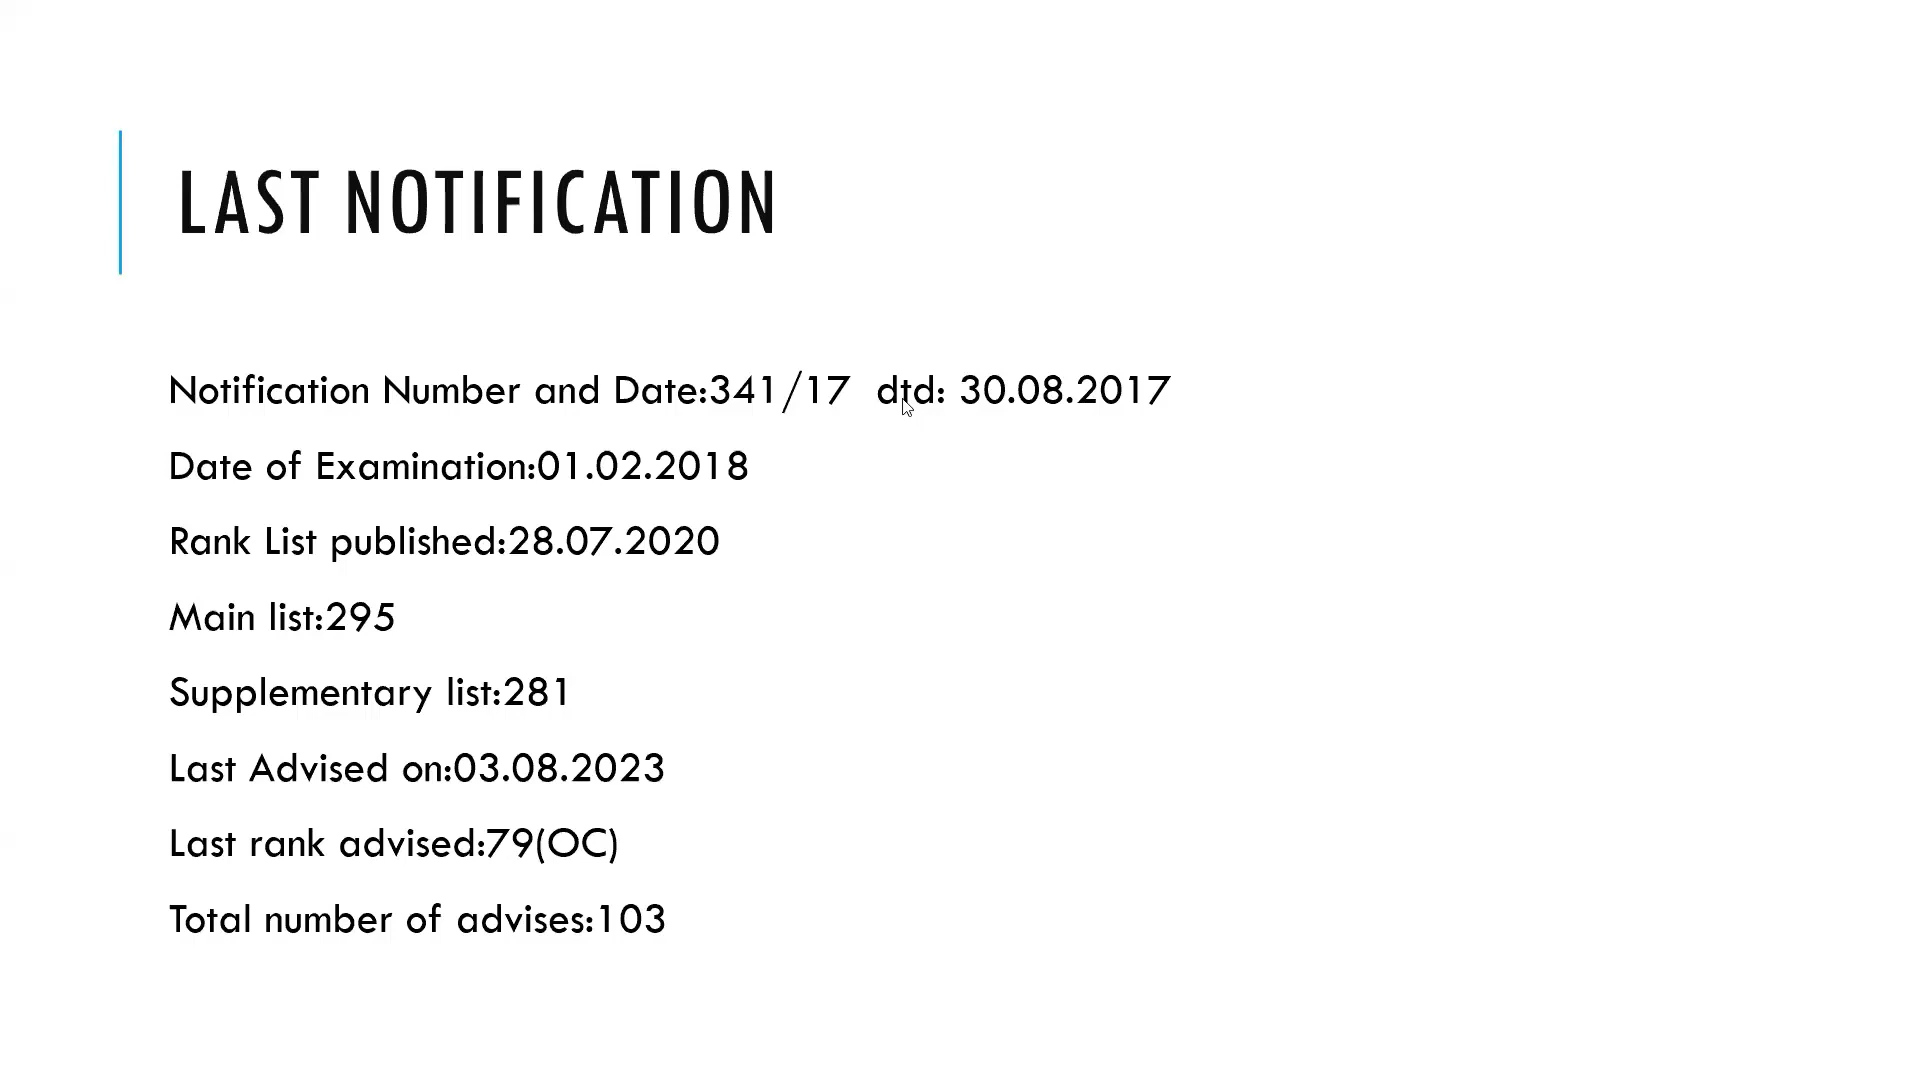 LAST NOTIFICATION
Notification Number and Date:341/17 dtd: 30.08.2017
Date of Examination:01.02.2018
Rank List published:28.07.2020
Main list:295
Supplementary list:281
Last Advised on:03.08.2023
Last rank advised:79(OC)
Total number of advises:103